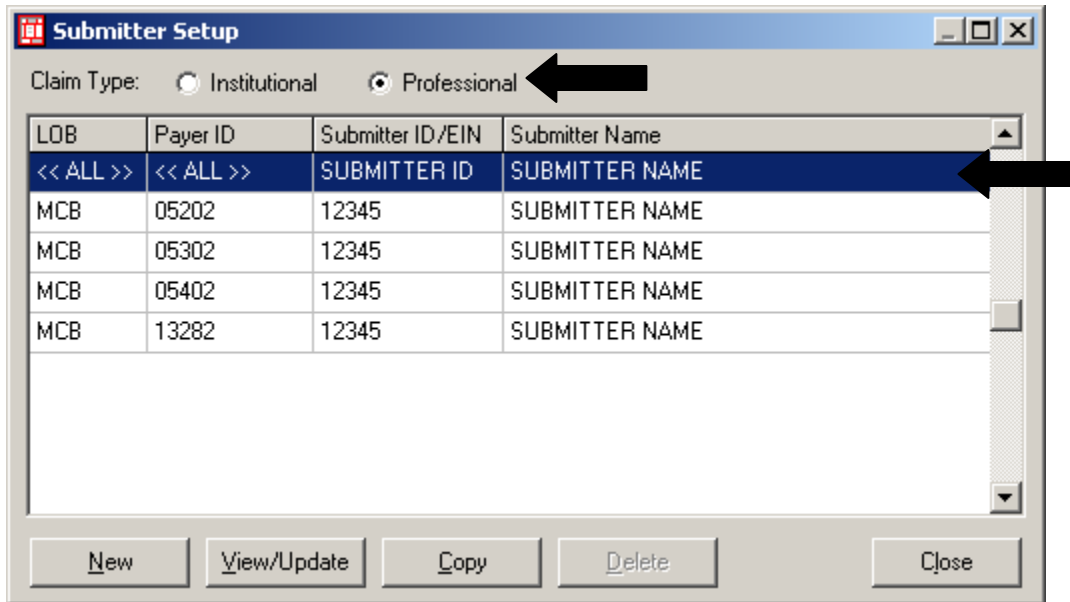 Submitter Setup
Claim Type: Institutional Professional
LOB Payer ID Submitter ID/EIN Submitter Name
<< ALL >> << ALL >> SUBMITTER ID SUBMITTER NAME
MCB 05202 12345 SUBMITTER NAME
MCB 05302 12345 SUBMITTER NAME
MCB 05402 12345 SUBMITTER NAME
MCB 13282 12345 SUBMITTER NAME
New View/Update Copy Delete Close